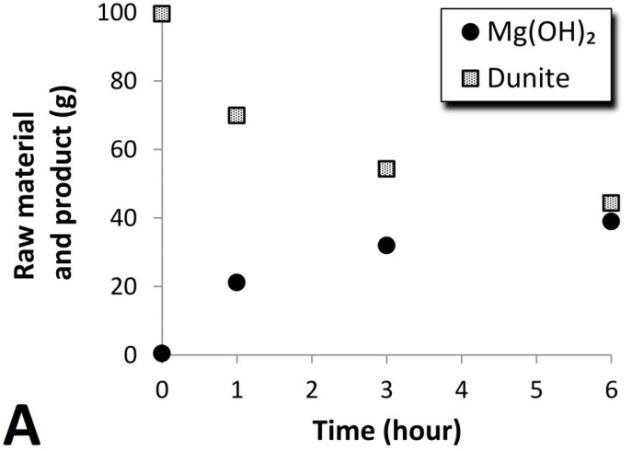 100
80
60
40
20
0
Raw material
and product (g)
Mg(OH)₂
Dunite
0 1 2 3 4 5 6
Time (hour)
A